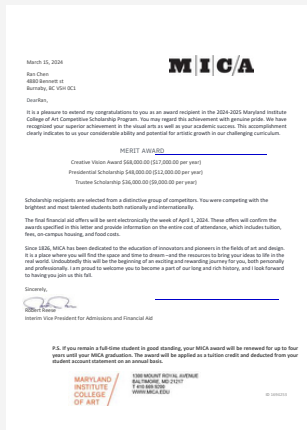 M|I|C|A
March 15, 2024
Ran Chen
4880 Bennett st
Burnaby, BC V5H 0C1
DearRan,
It is a pleasure to extend my congratulations to you as an award recipient in the 2024-2025 Maryland Institute
College of Art Competitive Scholarship Program. You may regard this achievement with genuine pride. We have
recognized your superior achievement in the visual arts as well as your academic success. This accomplishment
clearly indicates to us your considerable ability and potential for artistic growth in our challenging curriculum.
MERIT AWARD
Creative Vision Award $68,000.00 ($17,000.00 per year)
Presidential Scholarship $48,000 ($12,000.00 per year)
Trustee Scholarship $36,000 ($9,000.00 per year)
Scholarship recipients are selected from a distinctive group of competitors. You were competing with the
brightest and most talented students both nationally and internationally.
The final financial aid offers will be sent electronically the week of April 1, 2024. These offers will confirm the
awards specified in this letter and provide information on the entire cost of attendance, which includes tuition,
fees, on-campus housing, and food costs.
Since 1826, MICA has been dedicated to the education of innovators and pioneers in the fields of art and design.
It is a place where you will find the space and time to dream –and the resources to bring your ideas to life in the
real world. Undoubtedly this will be the beginning of an exciting and rewarding journey for you, both personally
and professionally. I am proud to welcome you to become a part of our long and rich history, and I look forward
to having you join us this fall.
Sincerely,
Robert Reese
Interim Vice President for Admissions and Financial Aid
P.S. If you remain a full-time student in good standing, your MICA award will be renewed for up to four
years until your MICA graduation. The award will be applied as a tuition credit and deducted from your
student account statement on an annual basis.
MARYLAND
INSTITUTE
COLLEGE
OF ART
1300 MOUNT ROYAL AVENUE
BALTIMORE, MD 21217
WWW.MICA.EDU